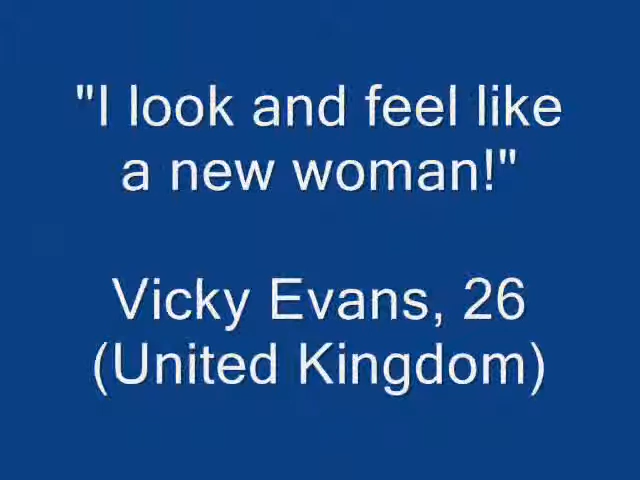 "I look and feel like
a new woman!"
Vicky Evans, 26
(United Kingdom)